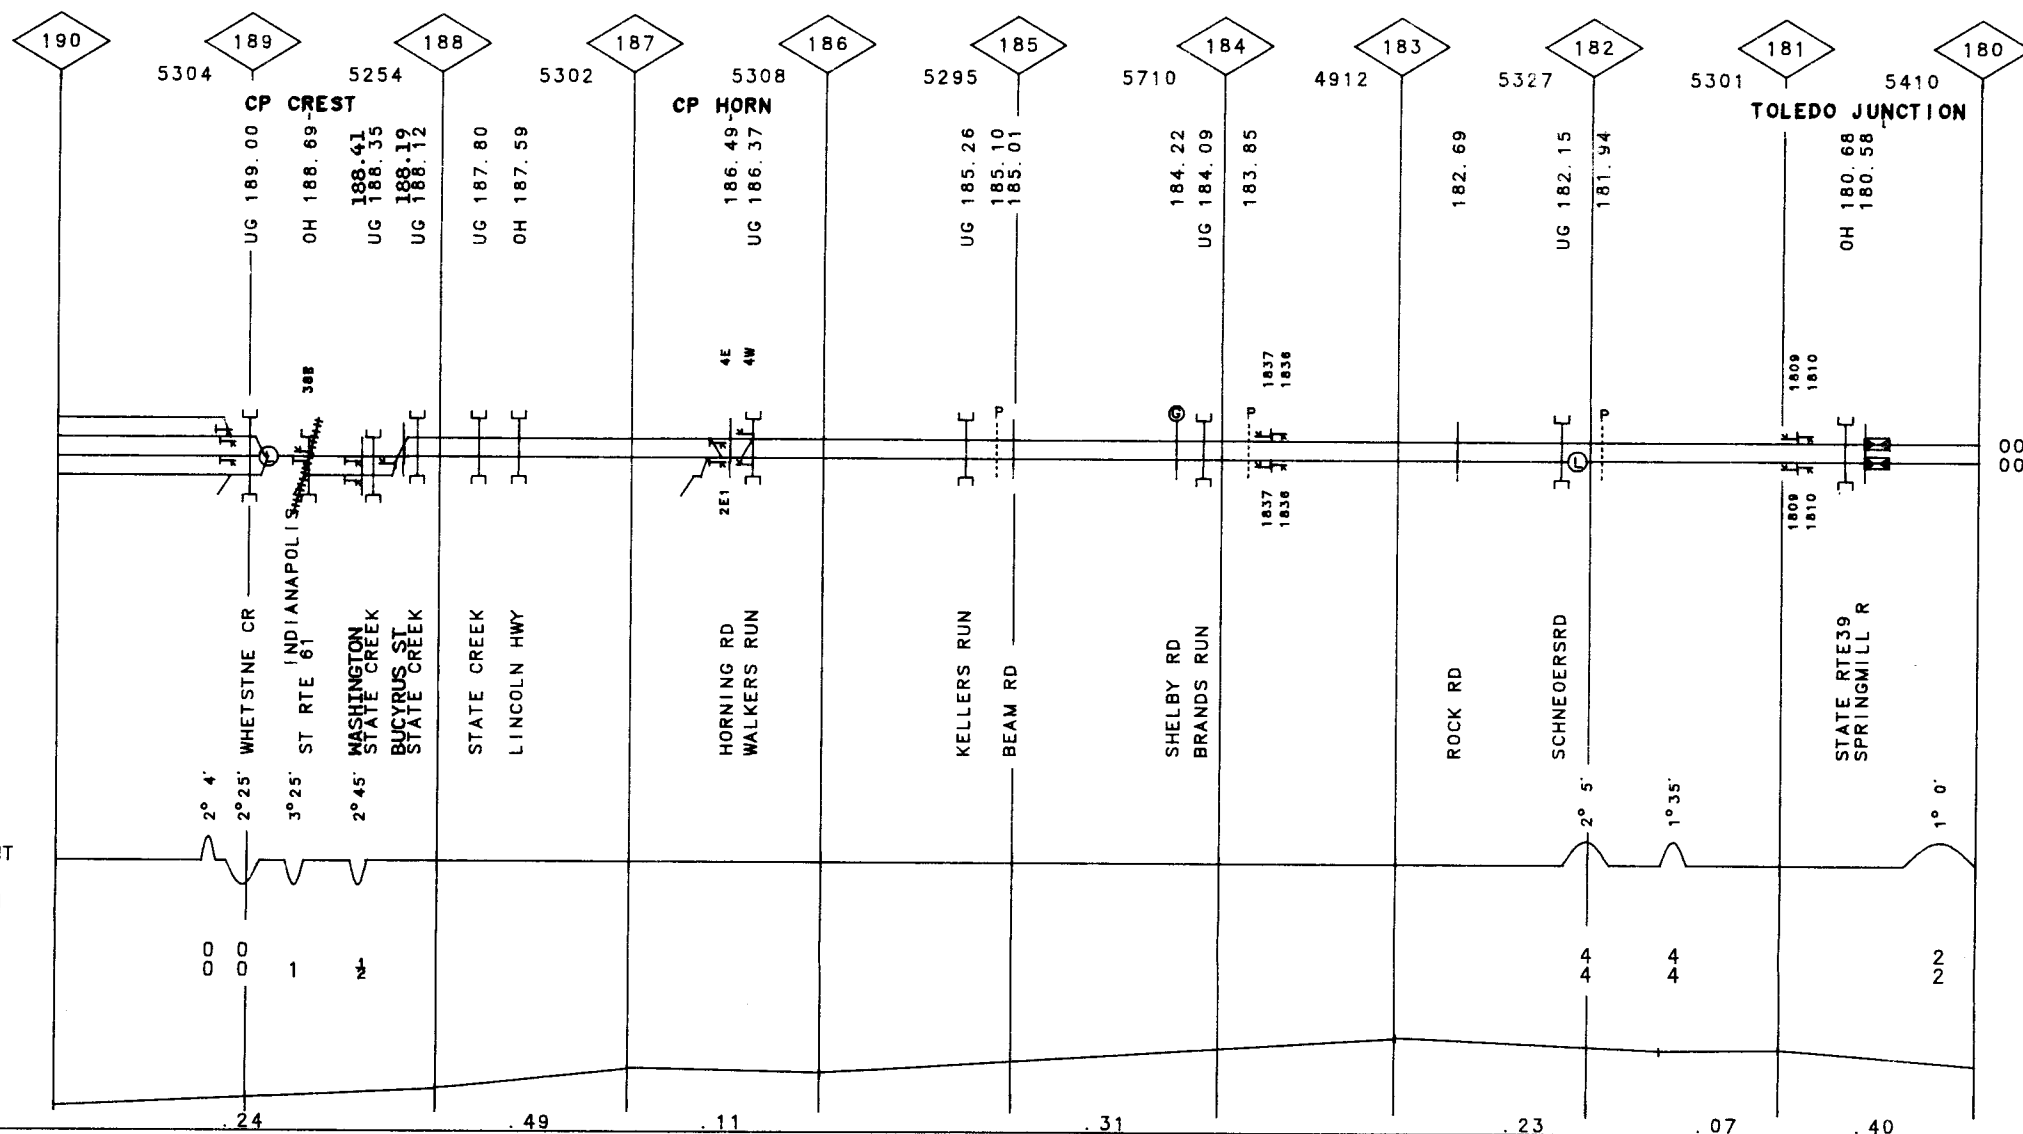 190 189 188 187 186 185 184 183 182 181 180
5304 5254 5302 5308 5295 5710 4912 5327 5301 5410
CP CREST CP HORN TOLEDO JUNCTION
UG 189.00
OH 188.69
188.41
UG 188.35
188.19
UG 188.12
UG 187.80
OH 187.59
186.49
UG 186.37
UG 185.26
185.10
185.01
184.22
UG 184.09
183.85
182.69
UG 182.15
181.94
OH 180.68
180.58
4E
4W
1837
1836
1809
1810
P
G
P
P
L
00
00
2E1
1837
1836
1809
1810
WHETSTNE CR
INDIANAPOLIS
ST RTE 61
WASHINGTON
STATE CREEK
BUCYRUS ST
STATE CREEK
STATE CREEK
LINCOLN HWY
HORNING RD
WALKERS RUN
KELLERS RUN
BEAM RD
SHELBY RD
BRANDS RUN
ROCK RD
SCHNEOERSRD
STATE RTE39
SPRINGMILL R
2° 4'
2°25'
3°25'
2°45'
2° 5'
1°35'
1° 0'
T
0 0 4 4 2
0 0 1 ½ 4 4 2
.24 .49 .11 .31 .23 .07 .40